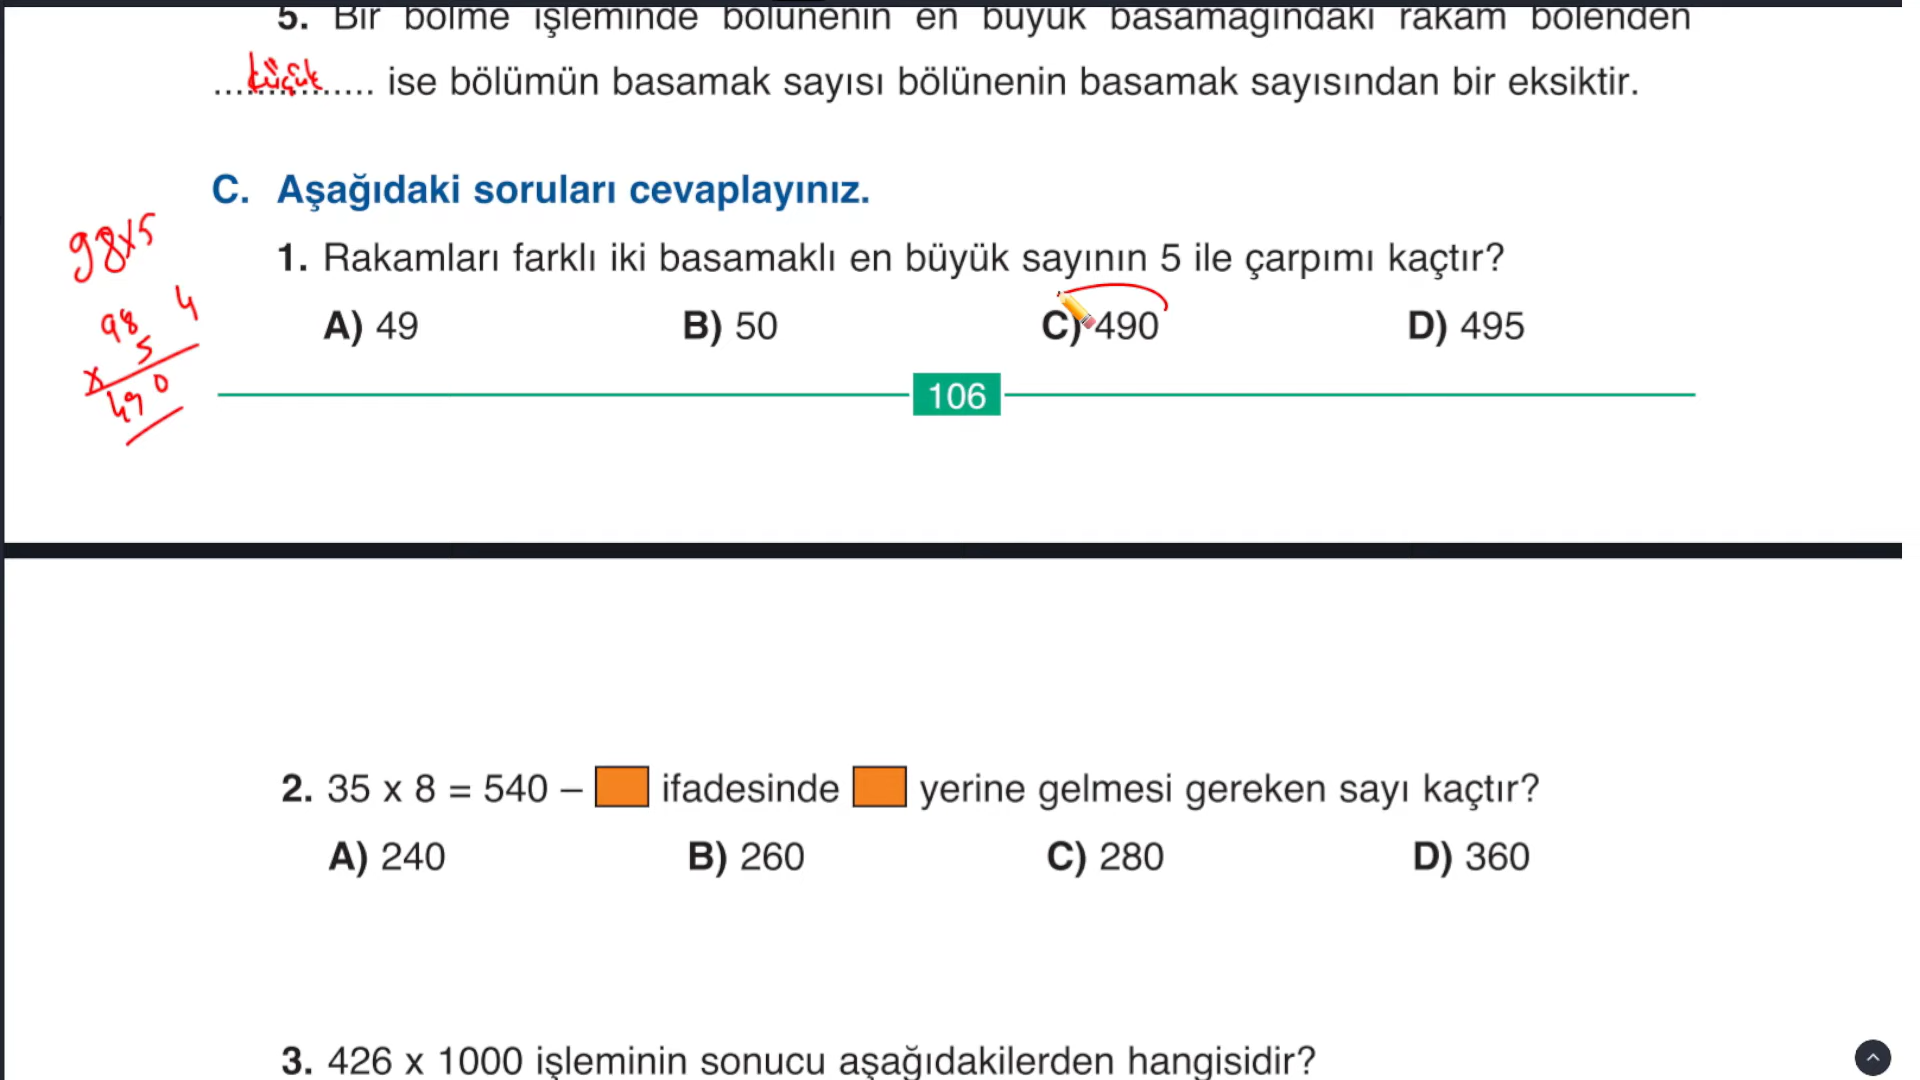 5. Bir bölme işleminde bölünenin en büyük basamağındaki rakam bölenden
....küçük.... ise bölümün basamak sayısı bölünenin basamak sayısından bir eksiktir.
C. Aşağıdaki soruları cevaplayınız.
98x5
98 4
x 5
490
1. Rakamları farklı iki basamaklı en büyük sayının 5 ile çarpımı kaçtır?
A) 49 B) 50 C) 490 D) 495
106
2. 35 x 8 = 540 – ifadesinde yerine gelmesi gereken sayı kaçtır?
A) 240 B) 260 C) 280 D) 360
3. 426 x 1000 işleminin sonucu aşağıdakilerden hangisidir?